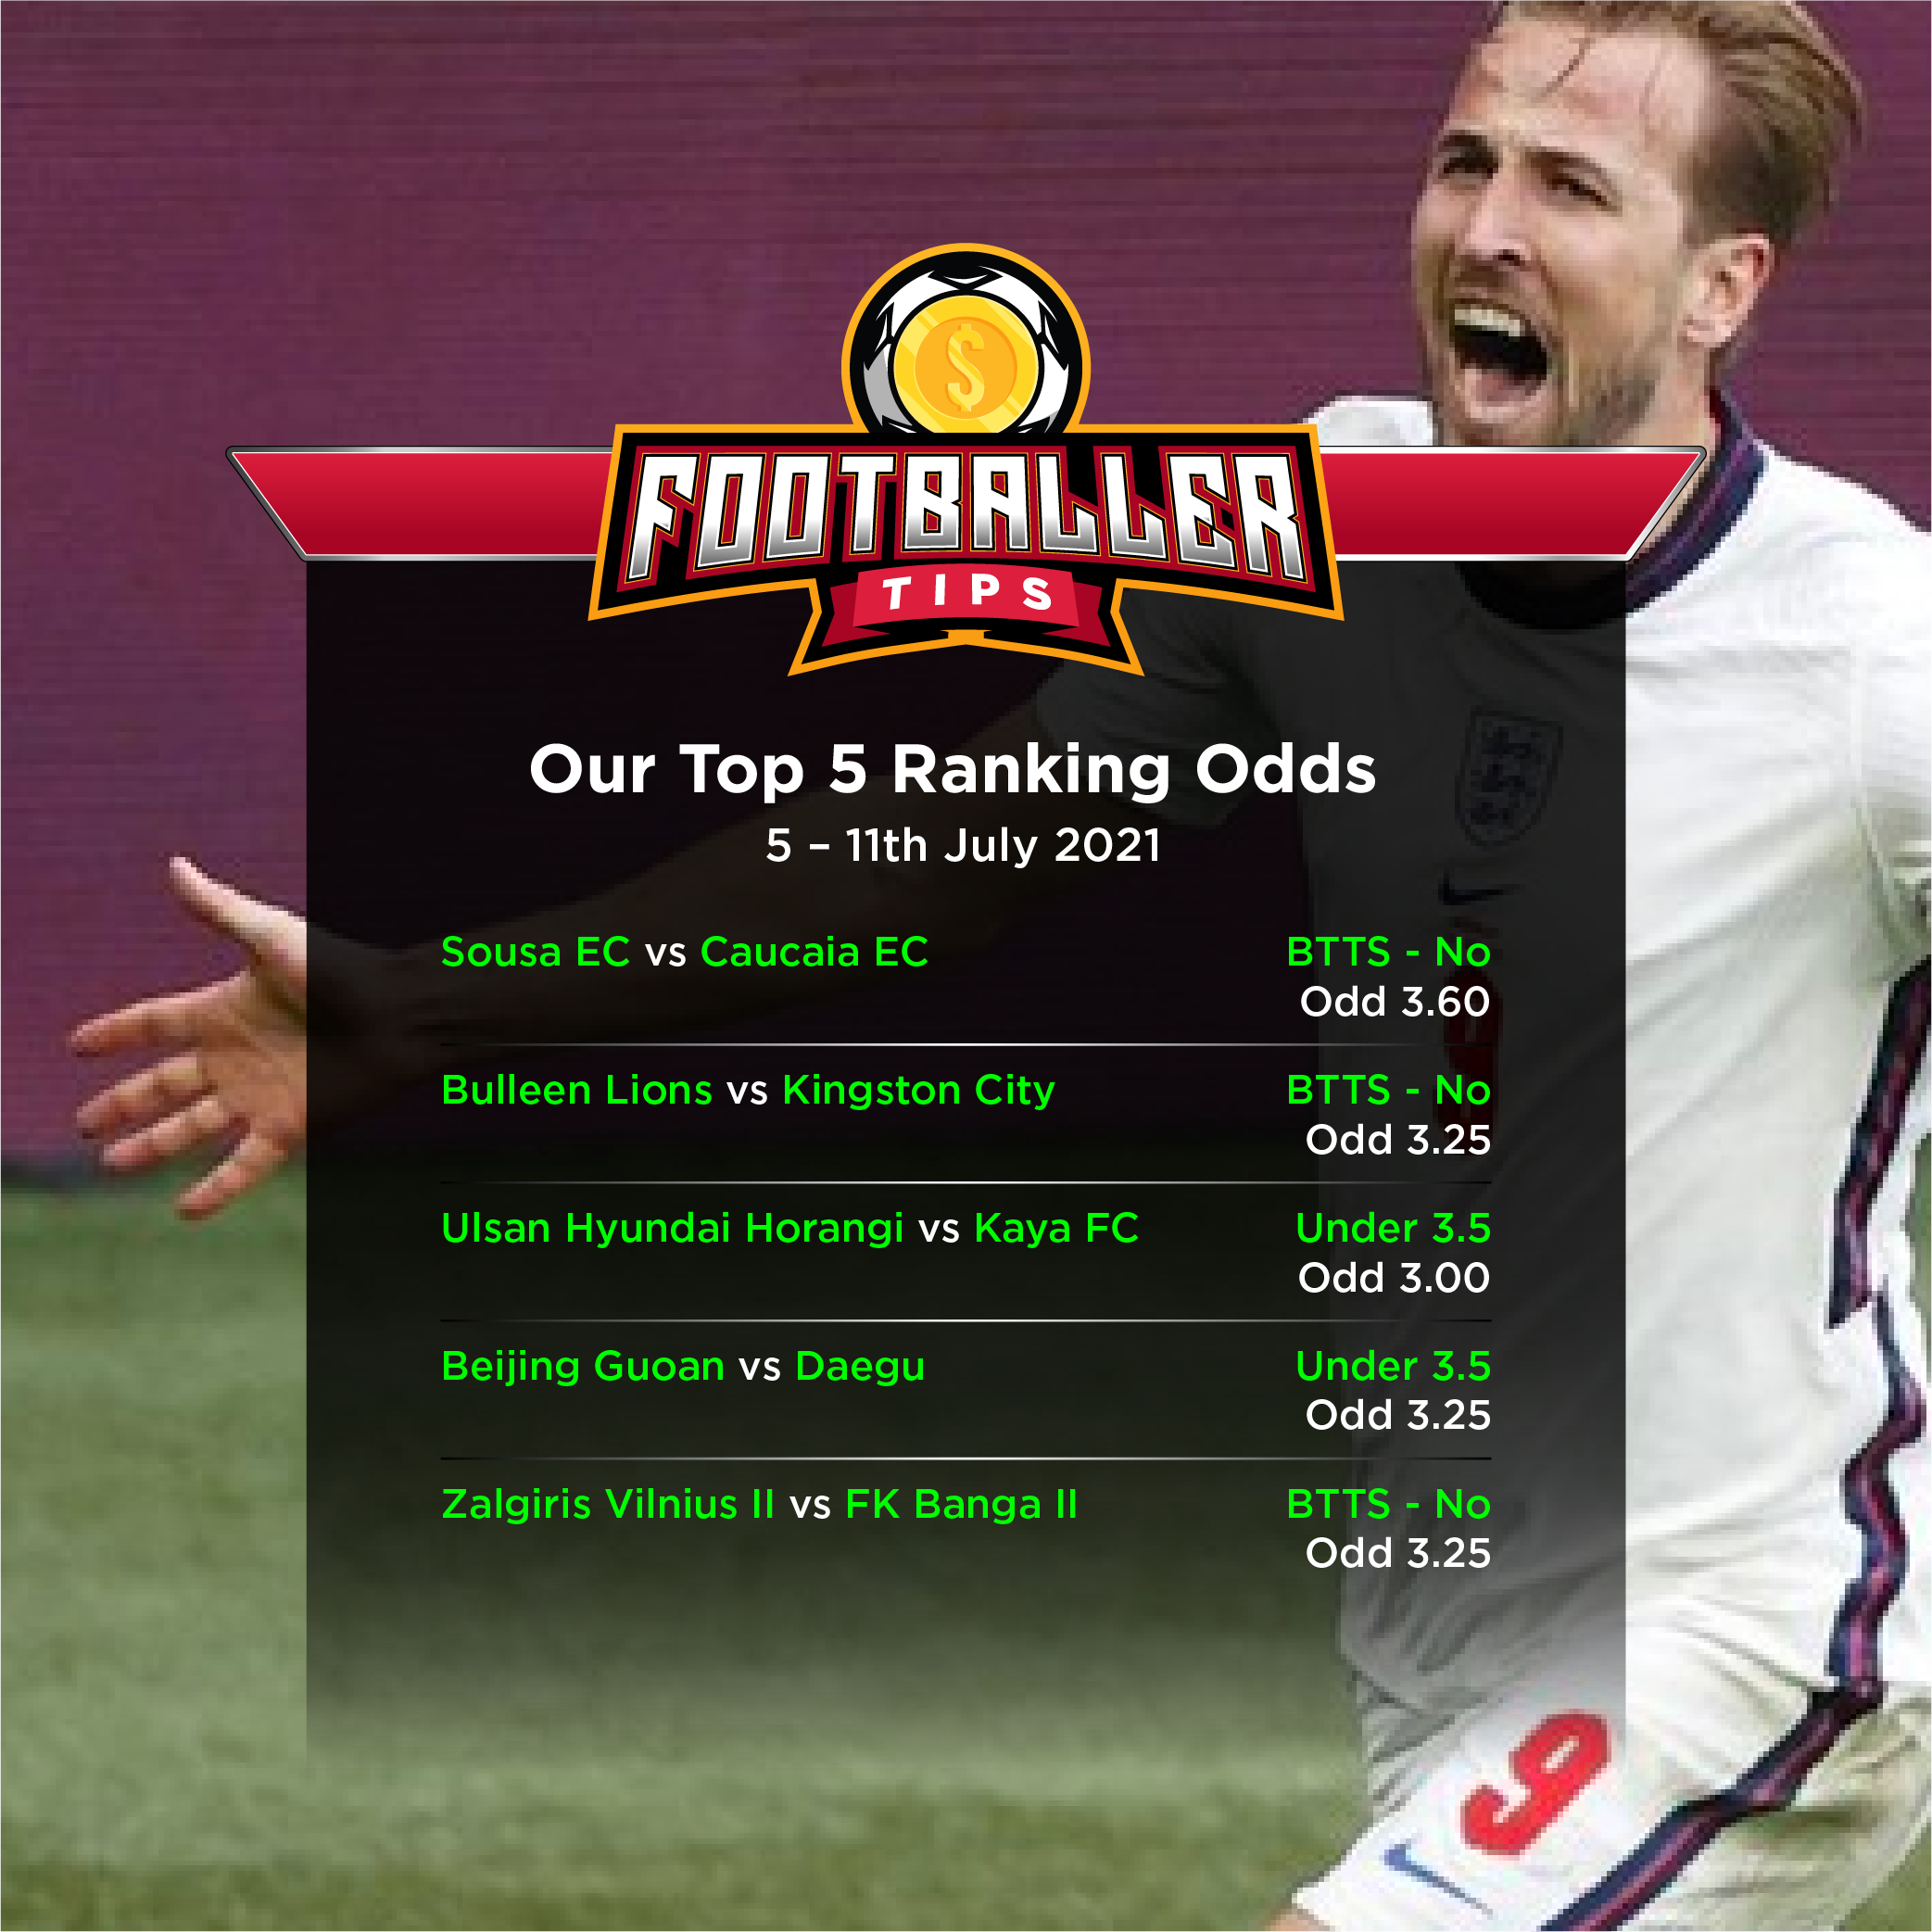 FOOTBALLER
TIPS
Our Top 5 Ranking Odds
5 – 11th July 2021
Sousa EC vs Caucaia EC BTTS - No
Odd 3.60
Bulleen Lions vs Kingston City BTTS - No
Odd 3.25
Ulsan Hyundai Horangi vs Kaya FC Under 3.5
Odd 3.00
Beijing Guoan vs Daegu Under 3.5
Odd 3.25
Zalgiris Vilnius II vs FK Banga II BTTS - No
Odd 3.25
9